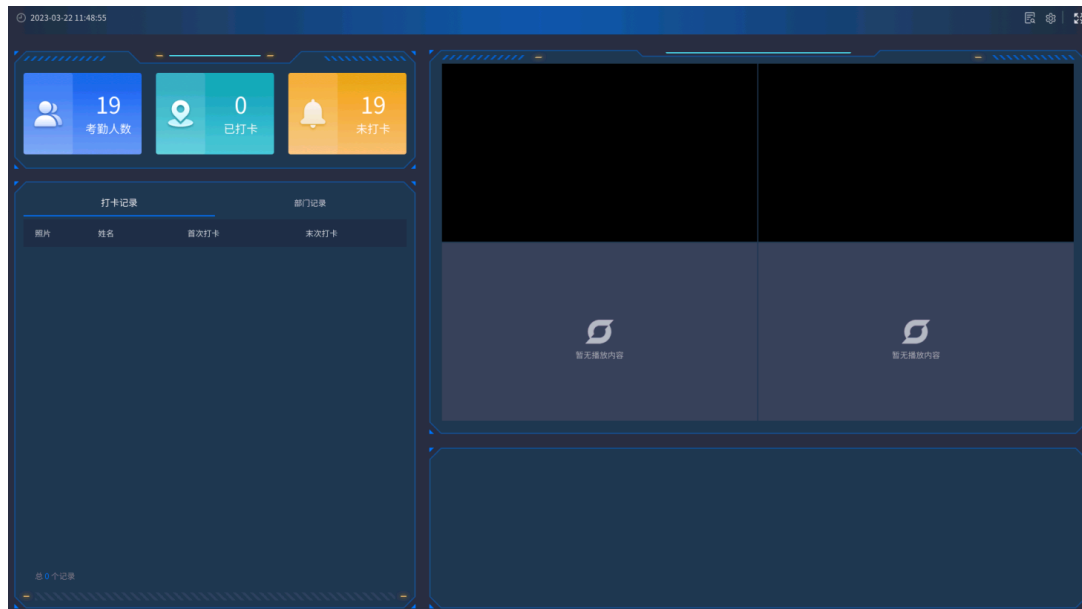 2023-03-22 11:48:55
19
考勤人数
0
已打卡
19
未打卡
打卡记录
部门记录
照片
姓名
首次打卡
末次打卡
暂无播放内容
暂无播放内容
总 0 个记录